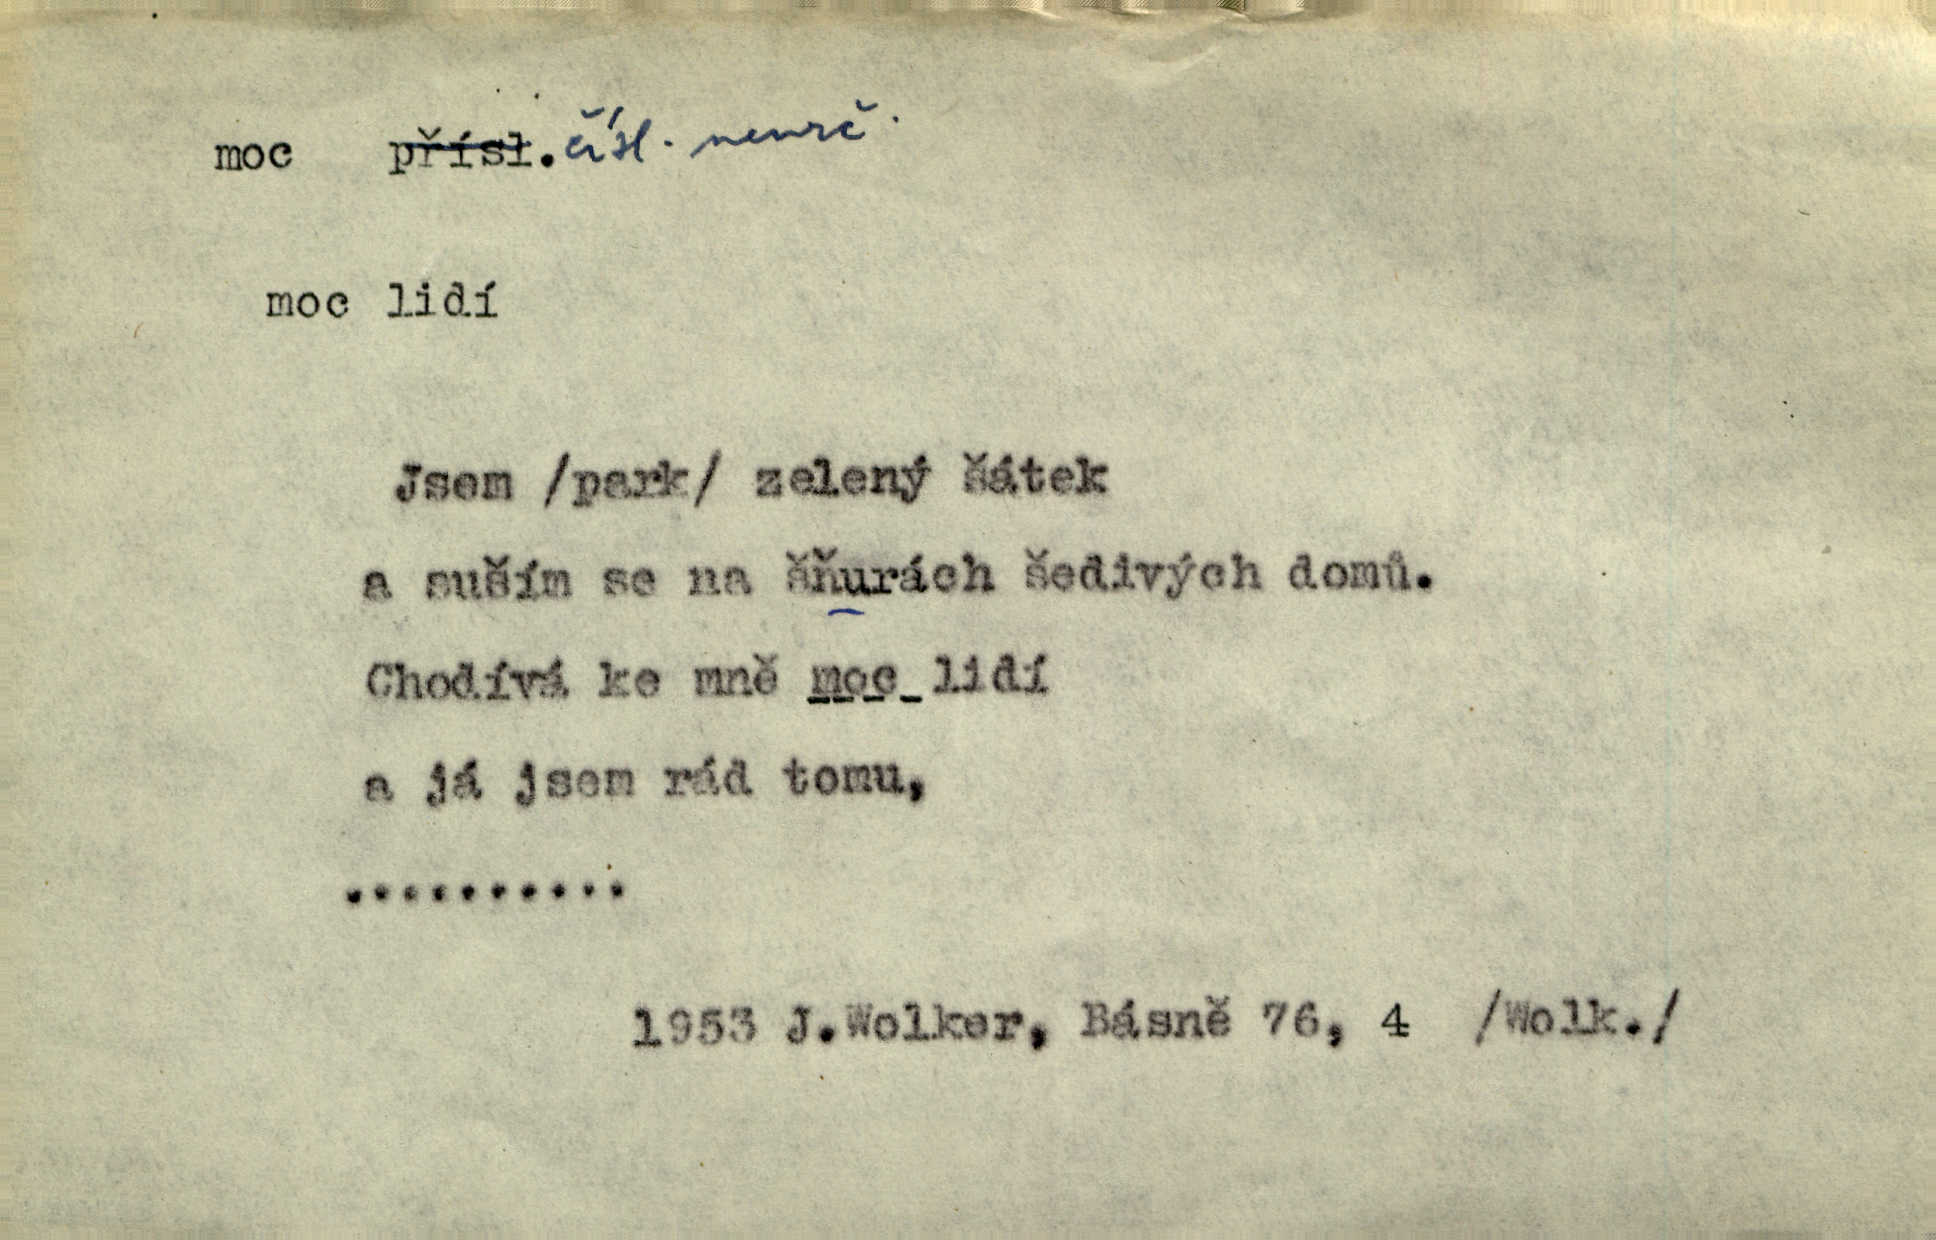 moc přísl. čísl. neurč.
moc lidí
Jsem /park/ zelený šátek
a suším se na šňurách šedivých domů.
Chodívá ke mně moc lidí
a já jsem rád tomu,
..........
1953 J.Wolker, Básně 76, 4 /Wolk./